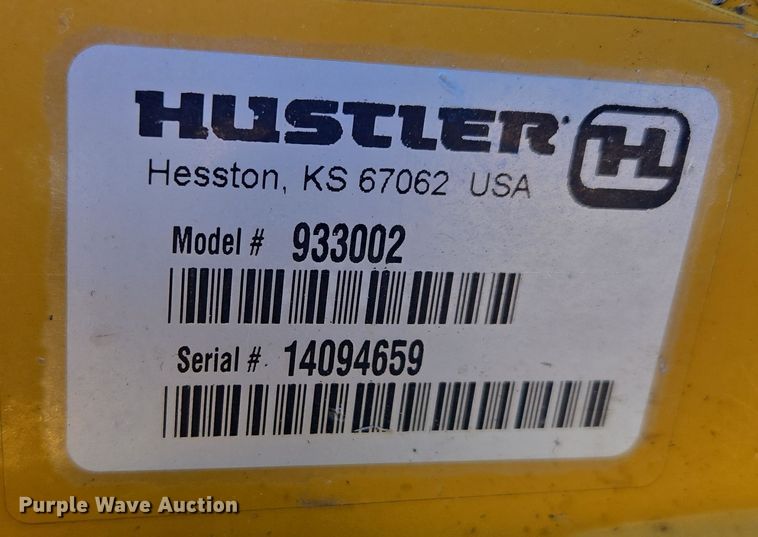 HUSTLER H
Hesston, KS 67062 USA
Model # 933002
Serial # 14094659
Purple Wave Auction